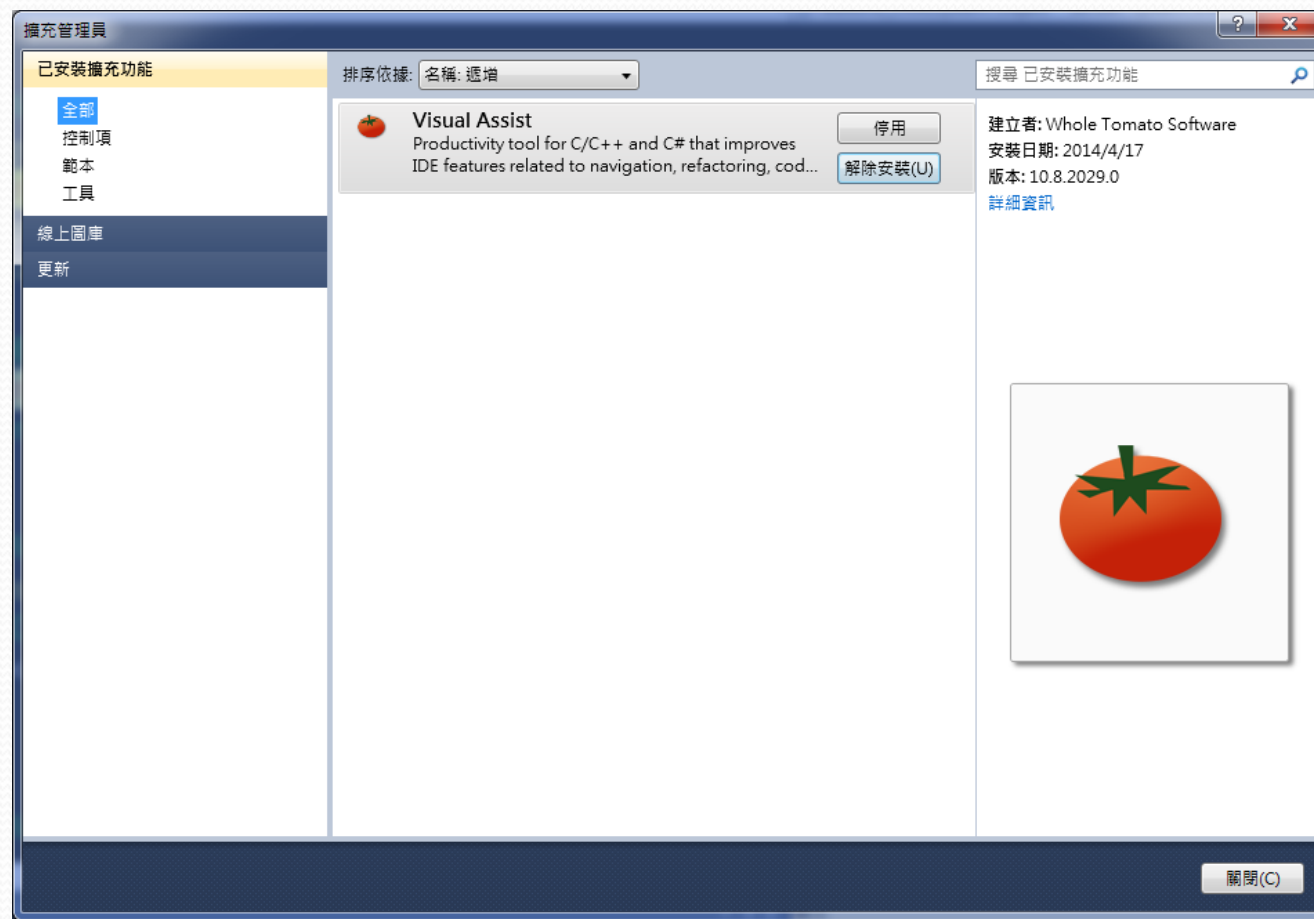 擴充管理員
?
X
已安裝擴充功能
全部
控制項
範本
工具
線上圖庫
更新
排序依據: 名稱: 遞增
Visual Assist
Productivity tool for C/C++ and C# that improves
IDE features related to navigation, refactoring, cod...
停用
解除安裝(U)
搜尋 已安裝擴充功能
建立者: Whole Tomato Software
安裝日期: 2014/4/17
版本: 10.8.2029.0
詳細資訊
關閉(C)